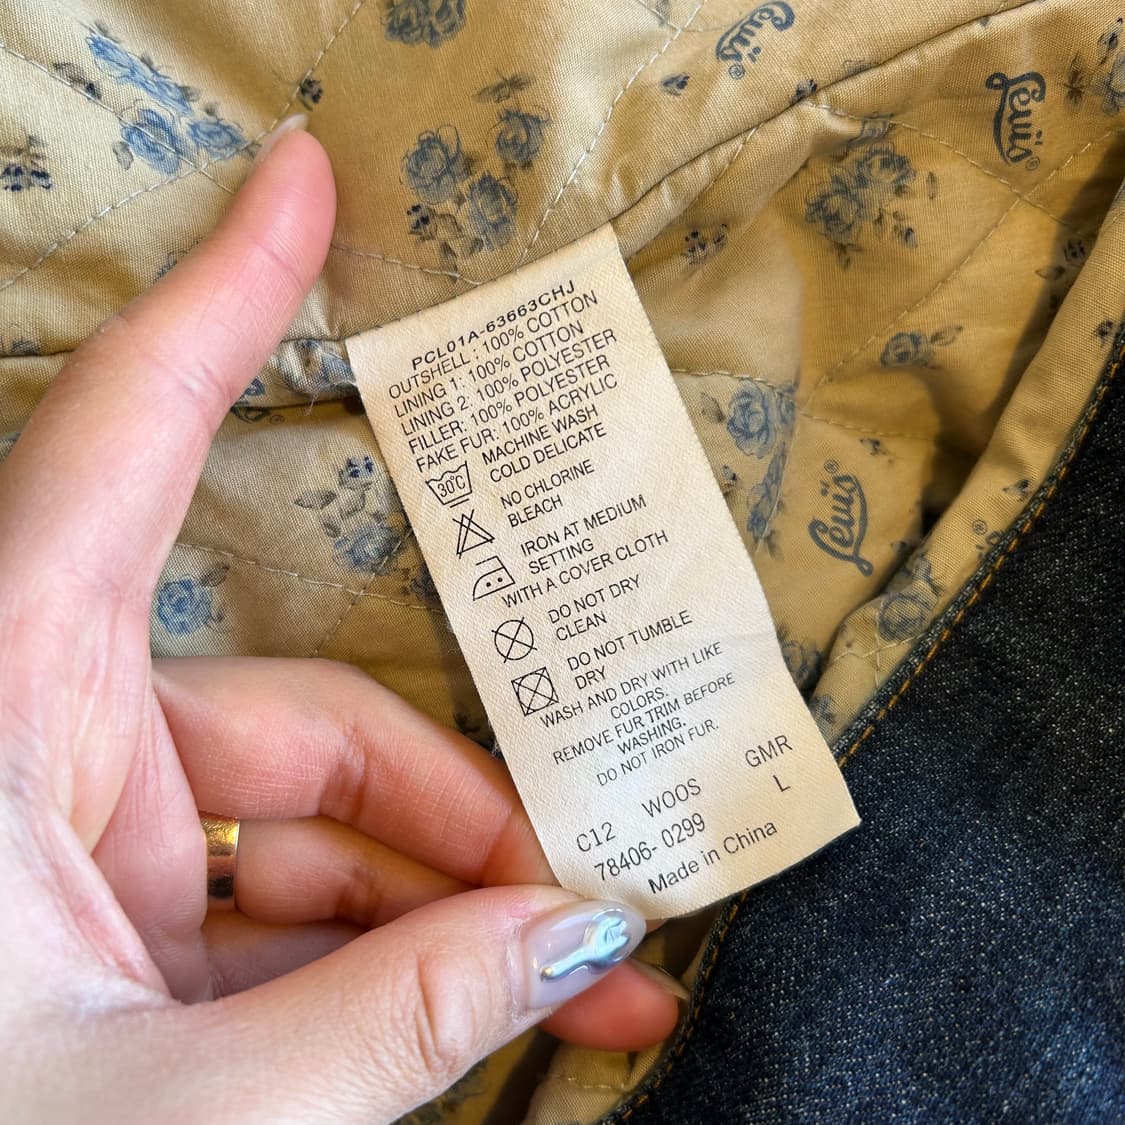 Levi's®
Levi's®
PCL01A-63663CHJ
OUTSHELL : 100% COTTON
LINING 1: 100% COTTON
LINING 2: 100% POLYESTER
FILLER: 100% POLYESTER
FAKE FUR: 100% ACRYLIC
30°C
MACHINE WASH
COLD DELICATE
NO CHLORINE
BLEACH
IRON AT MEDIUM
SETTING
WITH A COVER CLOTH
DO NOT DRY
CLEAN
DO NOT TUMBLE
DRY
WASH AND DRY WITH LIKE
COLORS.
REMOVE FUR TRIM BEFORE
WASHING.
DO NOT IRON FUR.
GMR
C12 WOOS L
78406- 0299
Made in China
Levi's
®